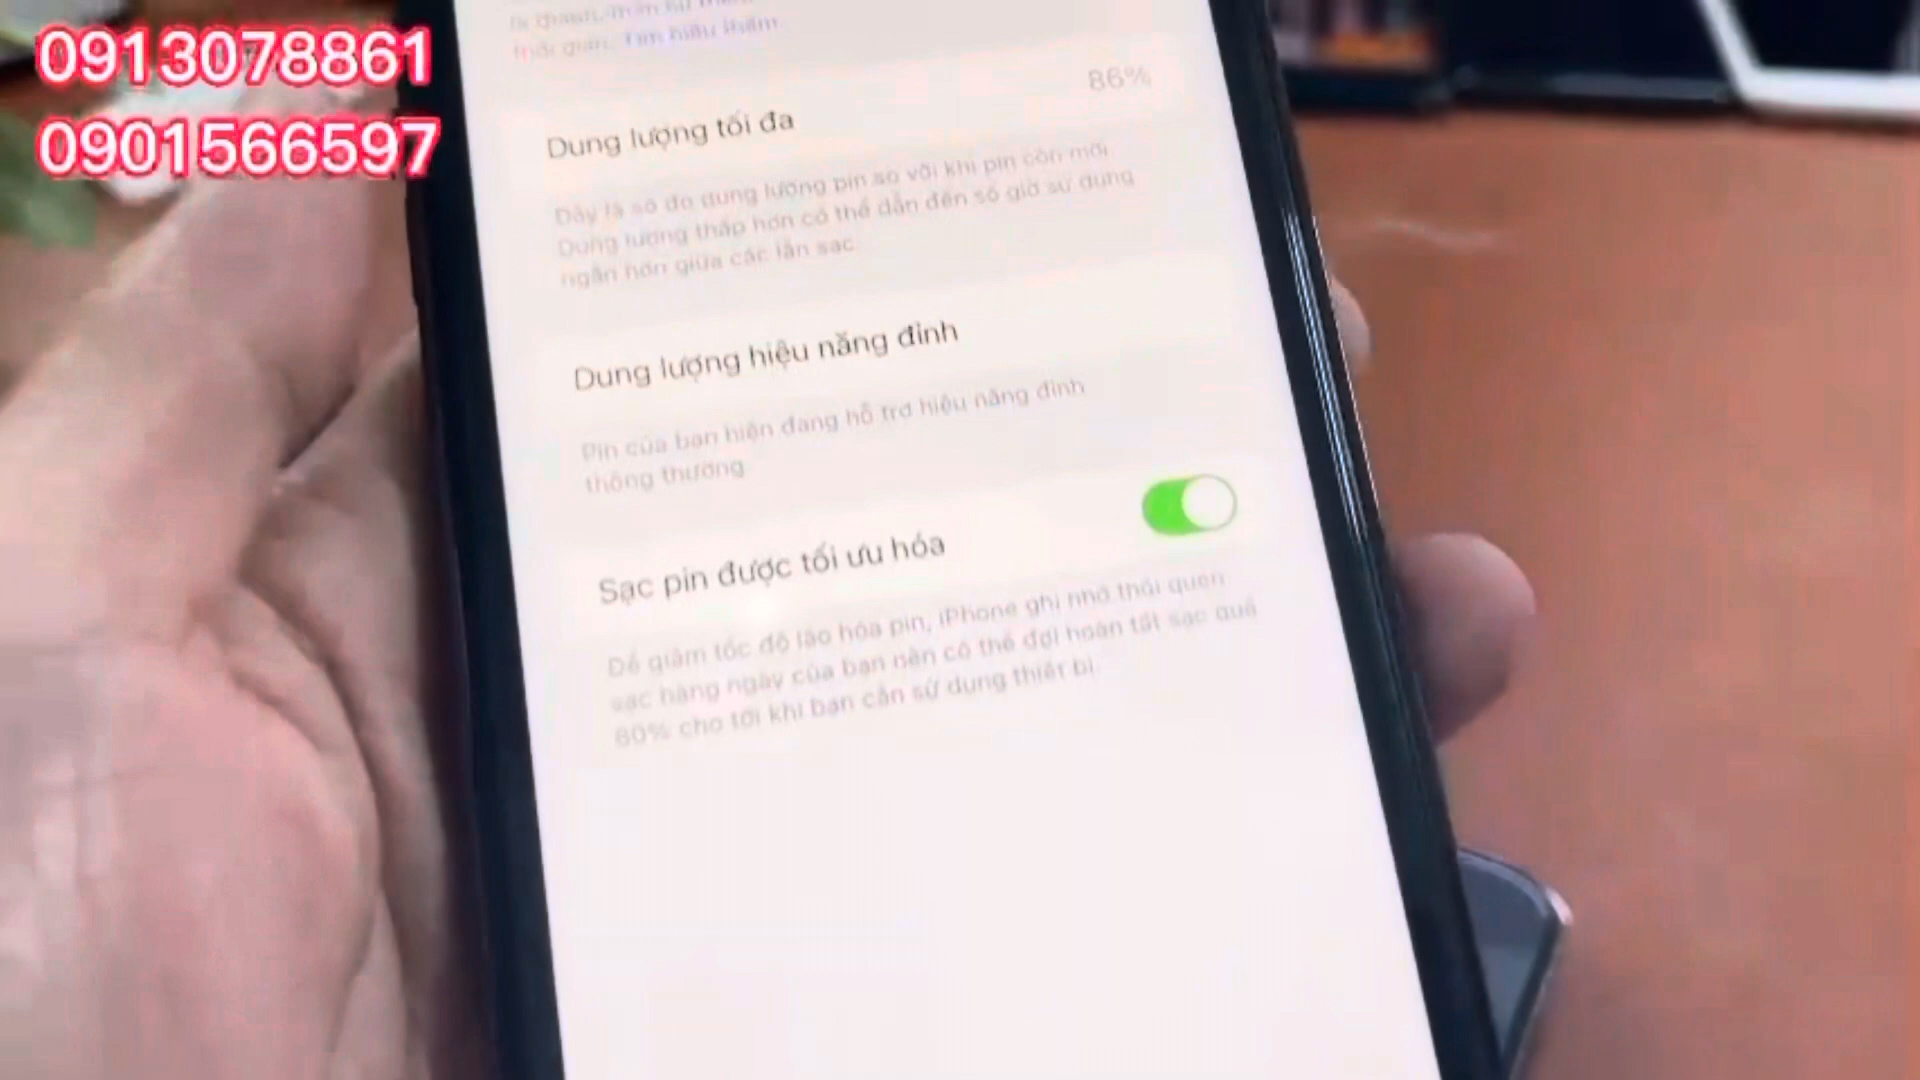 0913078861
0901566597
thời gian. Tìm hiểu thêm...
Dung lượng tối đa
86%
Đây là số đo dung lượng pin so với khi pin còn mới.
Dung lượng thấp hơn có thể dẫn đến số giờ sử dụng
ngắn hơn giữa các lần sạc.
Dung lượng hiệu năng đỉnh
Pin của bạn hiện đang hỗ trợ hiệu năng đỉnh
thông thường.
Sạc pin được tối ưu hóa
Để giảm tốc độ lão hóa pin, iPhone ghi nhớ thói quen
sạc hàng ngày của bạn nên có thể đợi hoàn tất sạc quá
80% cho tới khi bạn cần sử dụng thiết bị.